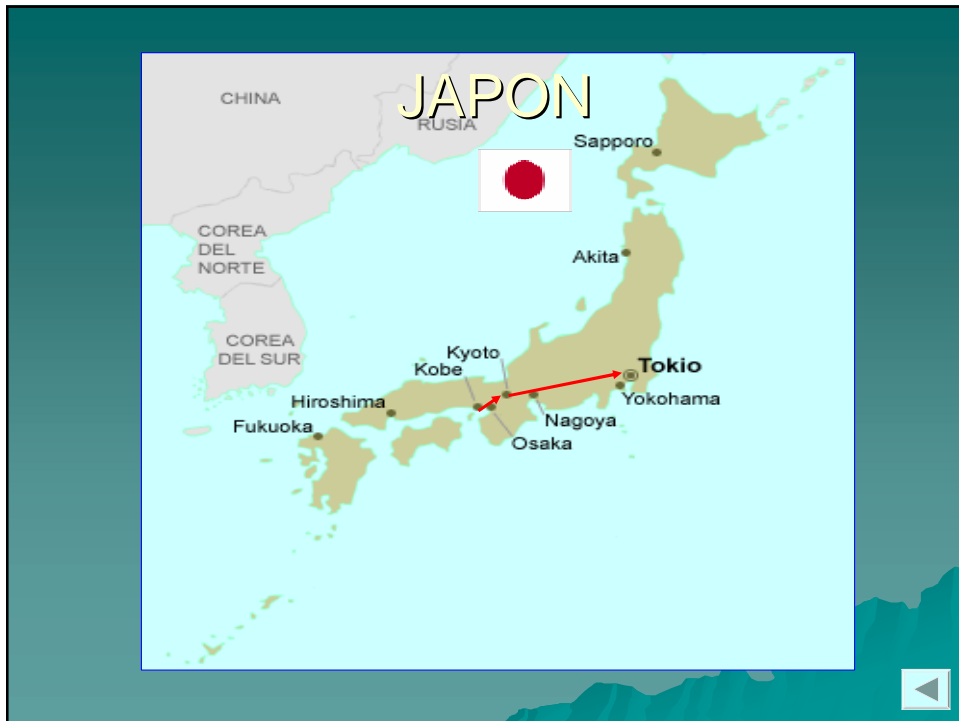 JAPON
CHINA
RUSIA
Sapporo
COREA
DEL
NORTE
Akita
COREA
DEL SUR
Kyoto
Kobe
Tokio
Hiroshima
Yokohama
Fukuoka
Nagoya
Osaka